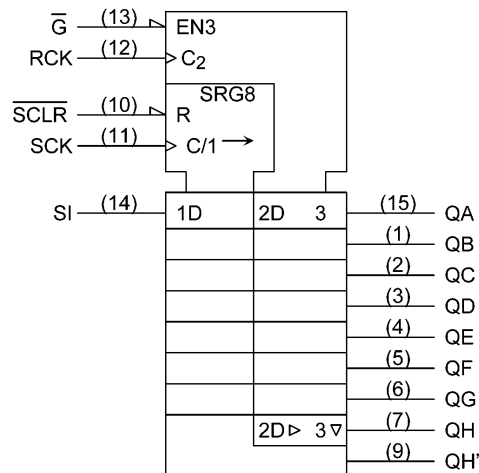 G̅ (13) EN3
RCK (12) C₂
SRG8
S̅C̅L̅R̅ (10) R
SCK (11) C/1 →
SI (14) 1D 2D 3 (15) QA
(1) QB
(2) QC
(3) QD
(4) QE
(5) QF
(6) QG
2D ▷ 3 ▽ (7) QH
(9) QH'